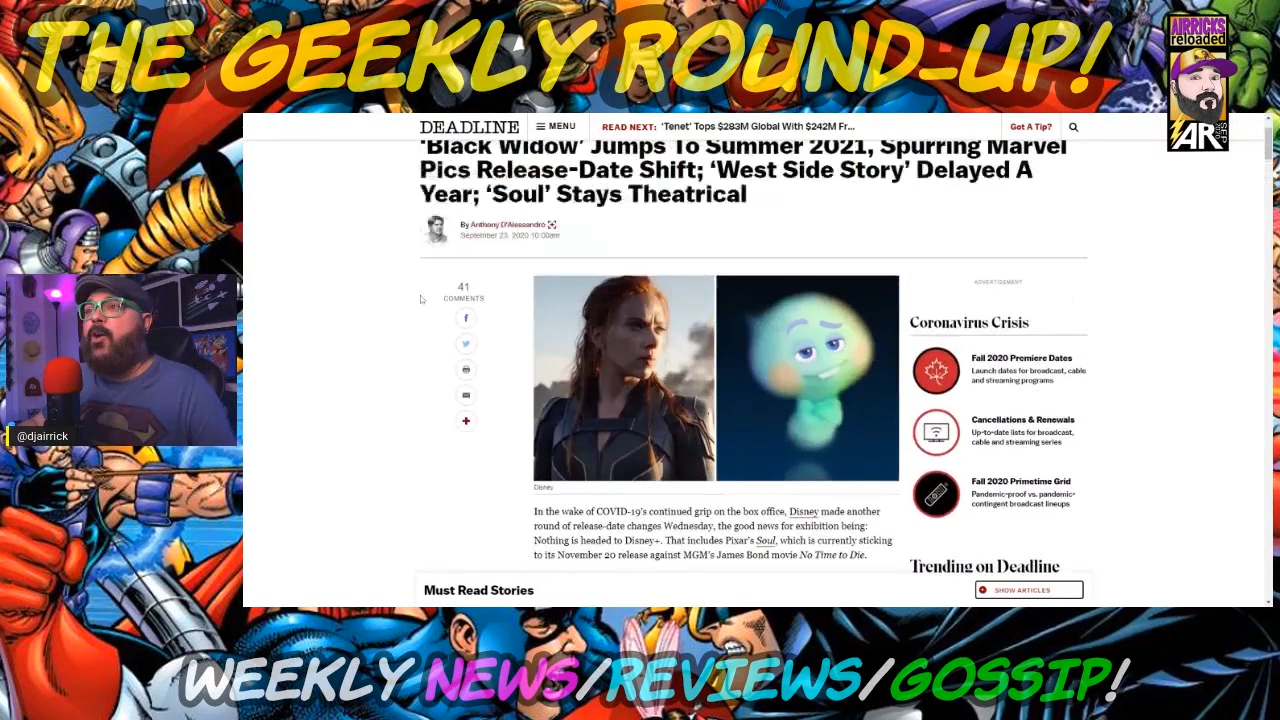 THE GEEKLY ROUND-UP!
AIRRICKS
reloaded
AR
DEADLINE
MENU
READ NEXT: 'Tenet' Tops $283M Global With $242M Fr...
Got A Tip?
'Black Widow' Jumps To Summer 2021, Spurring Marvel
Pics Release-Date Shift; 'West Side Story' Delayed A
Year; 'Soul' Stays Theatrical
By Anthony D'Alessandro
September 23, 2020 10:00am
41
COMMENTS
ADVERTISEMENT
Coronavirus Crisis
Fall 2020 Premiere Dates
Launch dates for broadcast, cable
and streaming programs
Cancellations & Renewals
Up-to-date lists for broadcast,
cable and streaming series
Fall 2020 Primetime Grid
Pandemic-proof vs. pandemic-
contingent broadcast lineups
@djairrick
Disney
In the wake of COVID-19's continued grip on the box office, Disney made another
round of release-date changes Wednesday, the good news for exhibition being:
Nothing is headed to Disney+. That includes Pixar's Soul, which is currently sticking
to its November 20 release against MGM's James Bond movie No Time to Die.
Trending on Deadline
Must Read Stories
SHOW ARTICLES
WEEKLY NEWS/REVIEWS/GOSSIP!